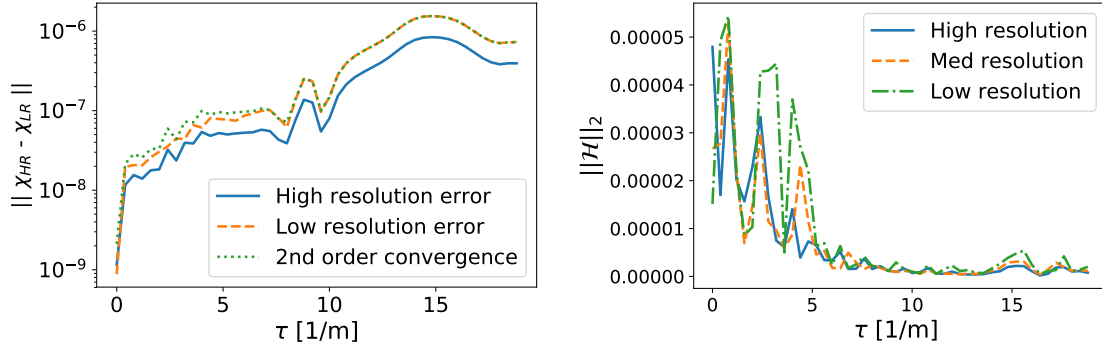 || χ_HR - χ_LR ||
10⁻⁶
10⁻⁷
10⁻⁸
10⁻⁹
High resolution error
Low resolution error
2nd order convergence
0 5 10 15
τ [1/m]
||ℋ||₂
0.00005
0.00004
0.00003
0.00002
0.00001
0.00000
High resolution
Med resolution
Low resolution
0 5 10 15
τ [1/m]